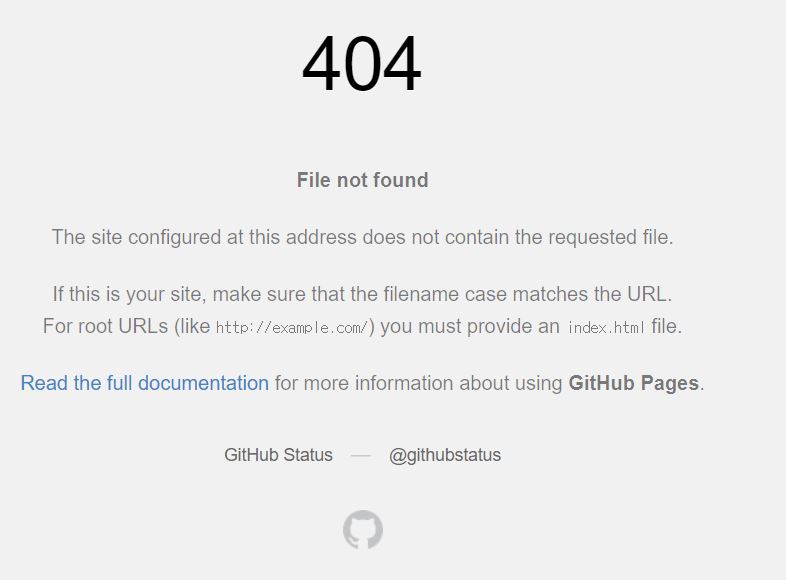 404
File not found
The site configured at this address does not contain the requested file.
If this is your site, make sure that the filename case matches the URL.
For root URLs (like http://example.com/) you must provide an index.html file.
Read the full documentation for more information about using GitHub Pages.
GitHub Status — @githubstatus